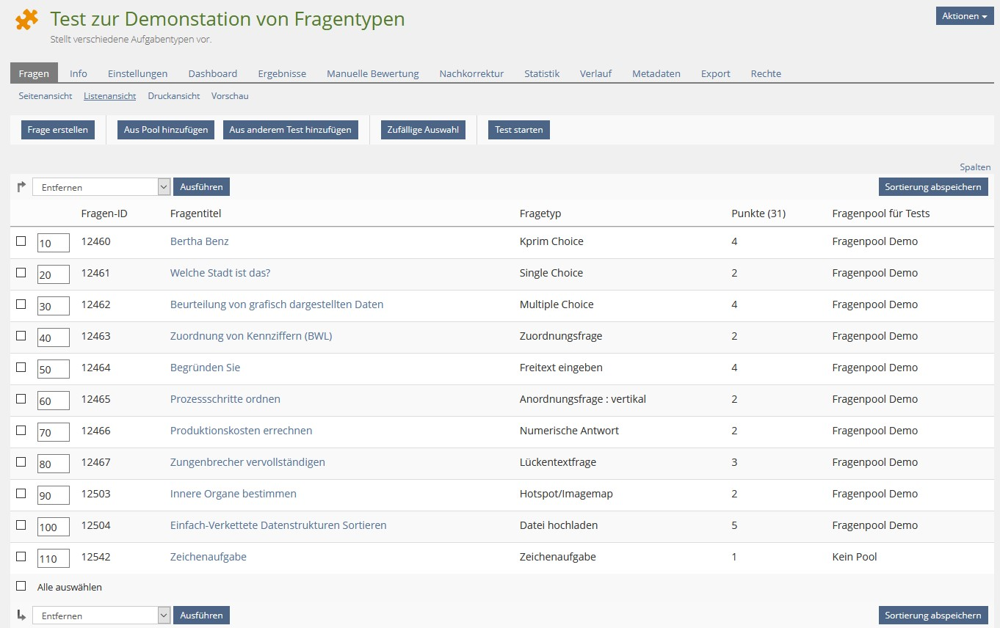 Test zur Demonstation von Fragentypen
Aktionen
Stellt verschiedene Aufgabentypen vor.
Fragen Info Einstellungen Dashboard Ergebnisse Manuelle Bewertung Nachkorrektur Statistik Verlauf Metadaten Export Rechte
Seitenansicht Listenansicht Druckansicht Vorschau
Frage erstellen Aus Pool hinzufügen Aus anderem Test hinzufügen Zufällige Auswahl Test starten
Spalten
Entfernen Ausführen Sortierung abspeichern
Fragen-ID Fragentitel Fragetyp Punkte (31) Fragenpool für Tests
10 12460 Bertha Benz Kprim Choice 4 Fragenpool Demo
20 12461 Welche Stadt ist das? Single Choice 2 Fragenpool Demo
30 12462 Beurteilung von grafisch dargestellten Daten Multiple Choice 4 Fragenpool Demo
40 12463 Zuordnung von Kennziffern (BWL) Zuordnungsfrage 2 Fragenpool Demo
50 12464 Begründen Sie Freitext eingeben 4 Fragenpool Demo
60 12465 Prozessschritte ordnen Anordnungsfrage : vertikal 2 Fragenpool Demo
70 12466 Produktionskosten errechnen Numerische Antwort 2 Fragenpool Demo
80 12467 Zungenbrecher vervollständigen Lückentextfrage 3 Fragenpool Demo
90 12503 Innere Organe bestimmen Hotspot/Imagemap 2 Fragenpool Demo
100 12504 Einfach-Verkettete Datenstrukturen Sortieren Datei hochladen 5 Fragenpool Demo
110 12542 Zeichenaufgabe Zeichenaufgabe 1 Kein Pool
Alle auswählen
Entfernen Ausführen Sortierung abspeichern